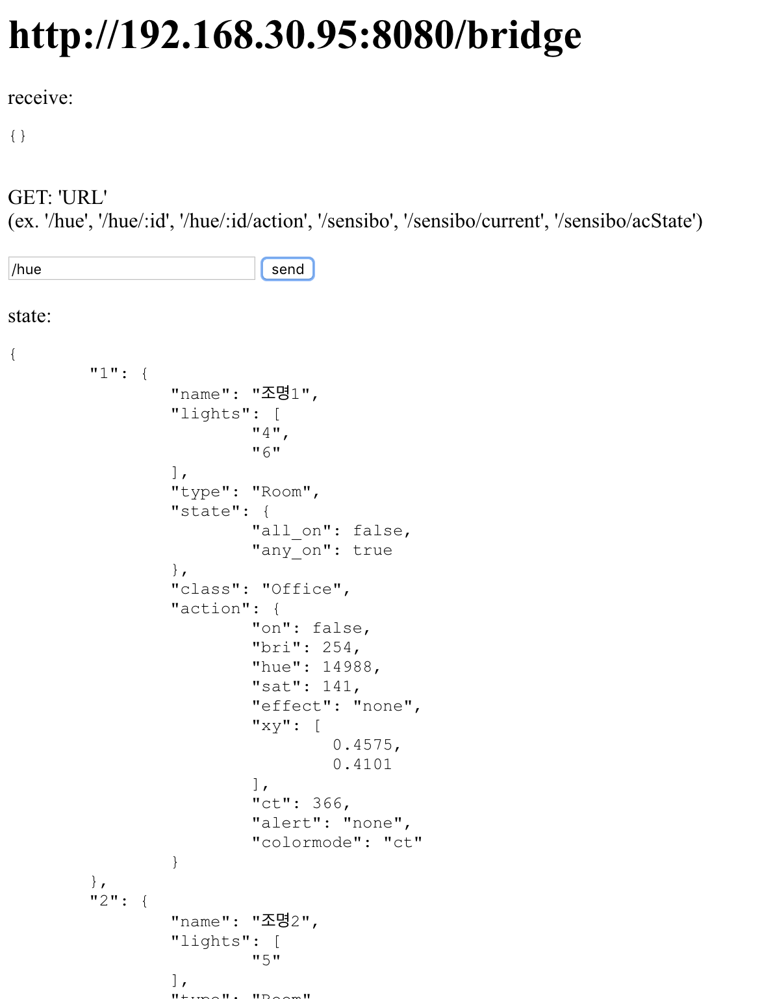 http://192.168.30.95:8080/bridge
receive:
{}
GET: 'URL'
(ex. '/hue', '/hue/:id', '/hue/:id/action', '/sensibo', '/sensibo/current', '/sensibo/acState')
/hue send
state:
{
"1": {
"name": "조명1",
"lights": [
"4",
"6"
],
"type": "Room",
"state": {
"all_on": false,
"any_on": true
},
"class": "Office",
"action": {
"on": false,
"bri": 254,
"hue": 14988,
"sat": 141,
"effect": "none",
"xy": [
0.4575,
0.4101
],
"ct": 366,
"alert": "none",
"colormode": "ct"
}
},
"2": {
"name": "조명2",
"lights": [
"5"
],
"type": "Room"